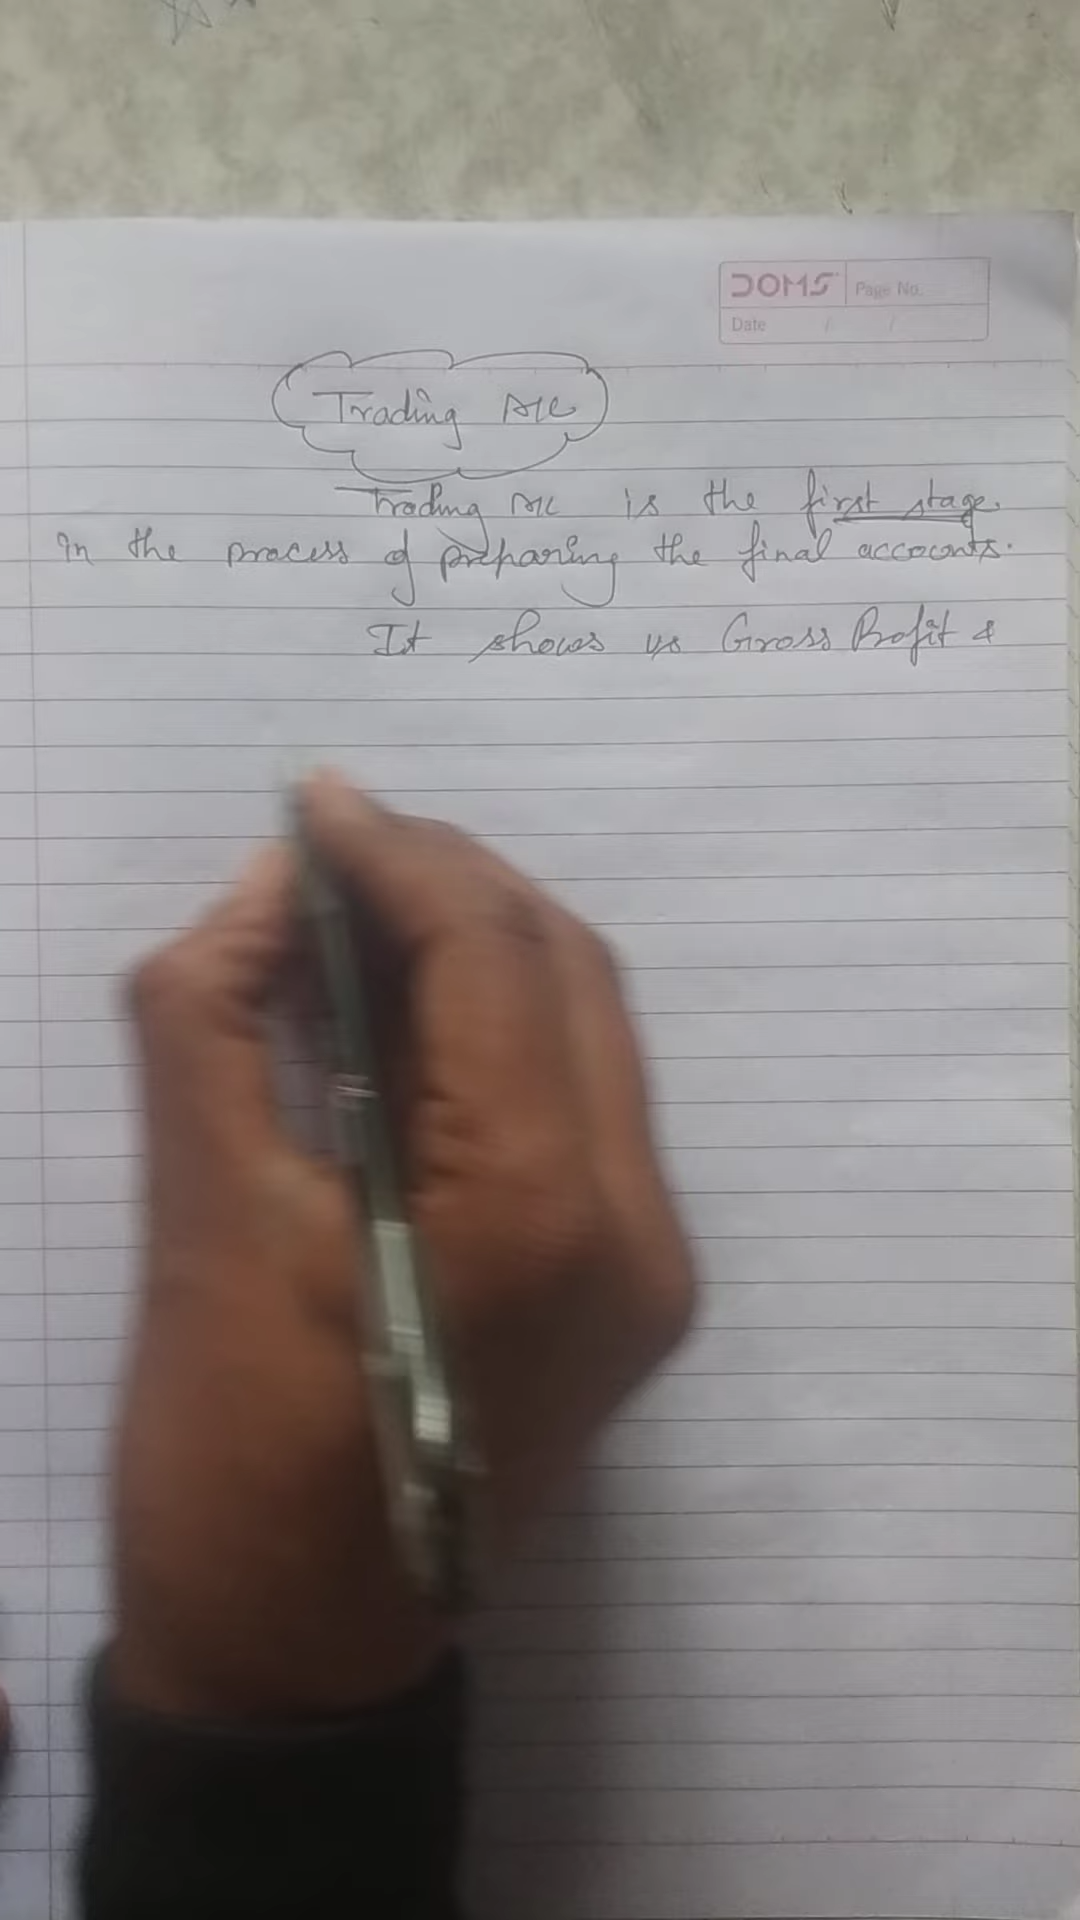 DOMS Page No.
Date / /
Trading A/C
Trading A/C is the first stage.
In the process of preparing the final accounts.
It shows us Gross Profit &